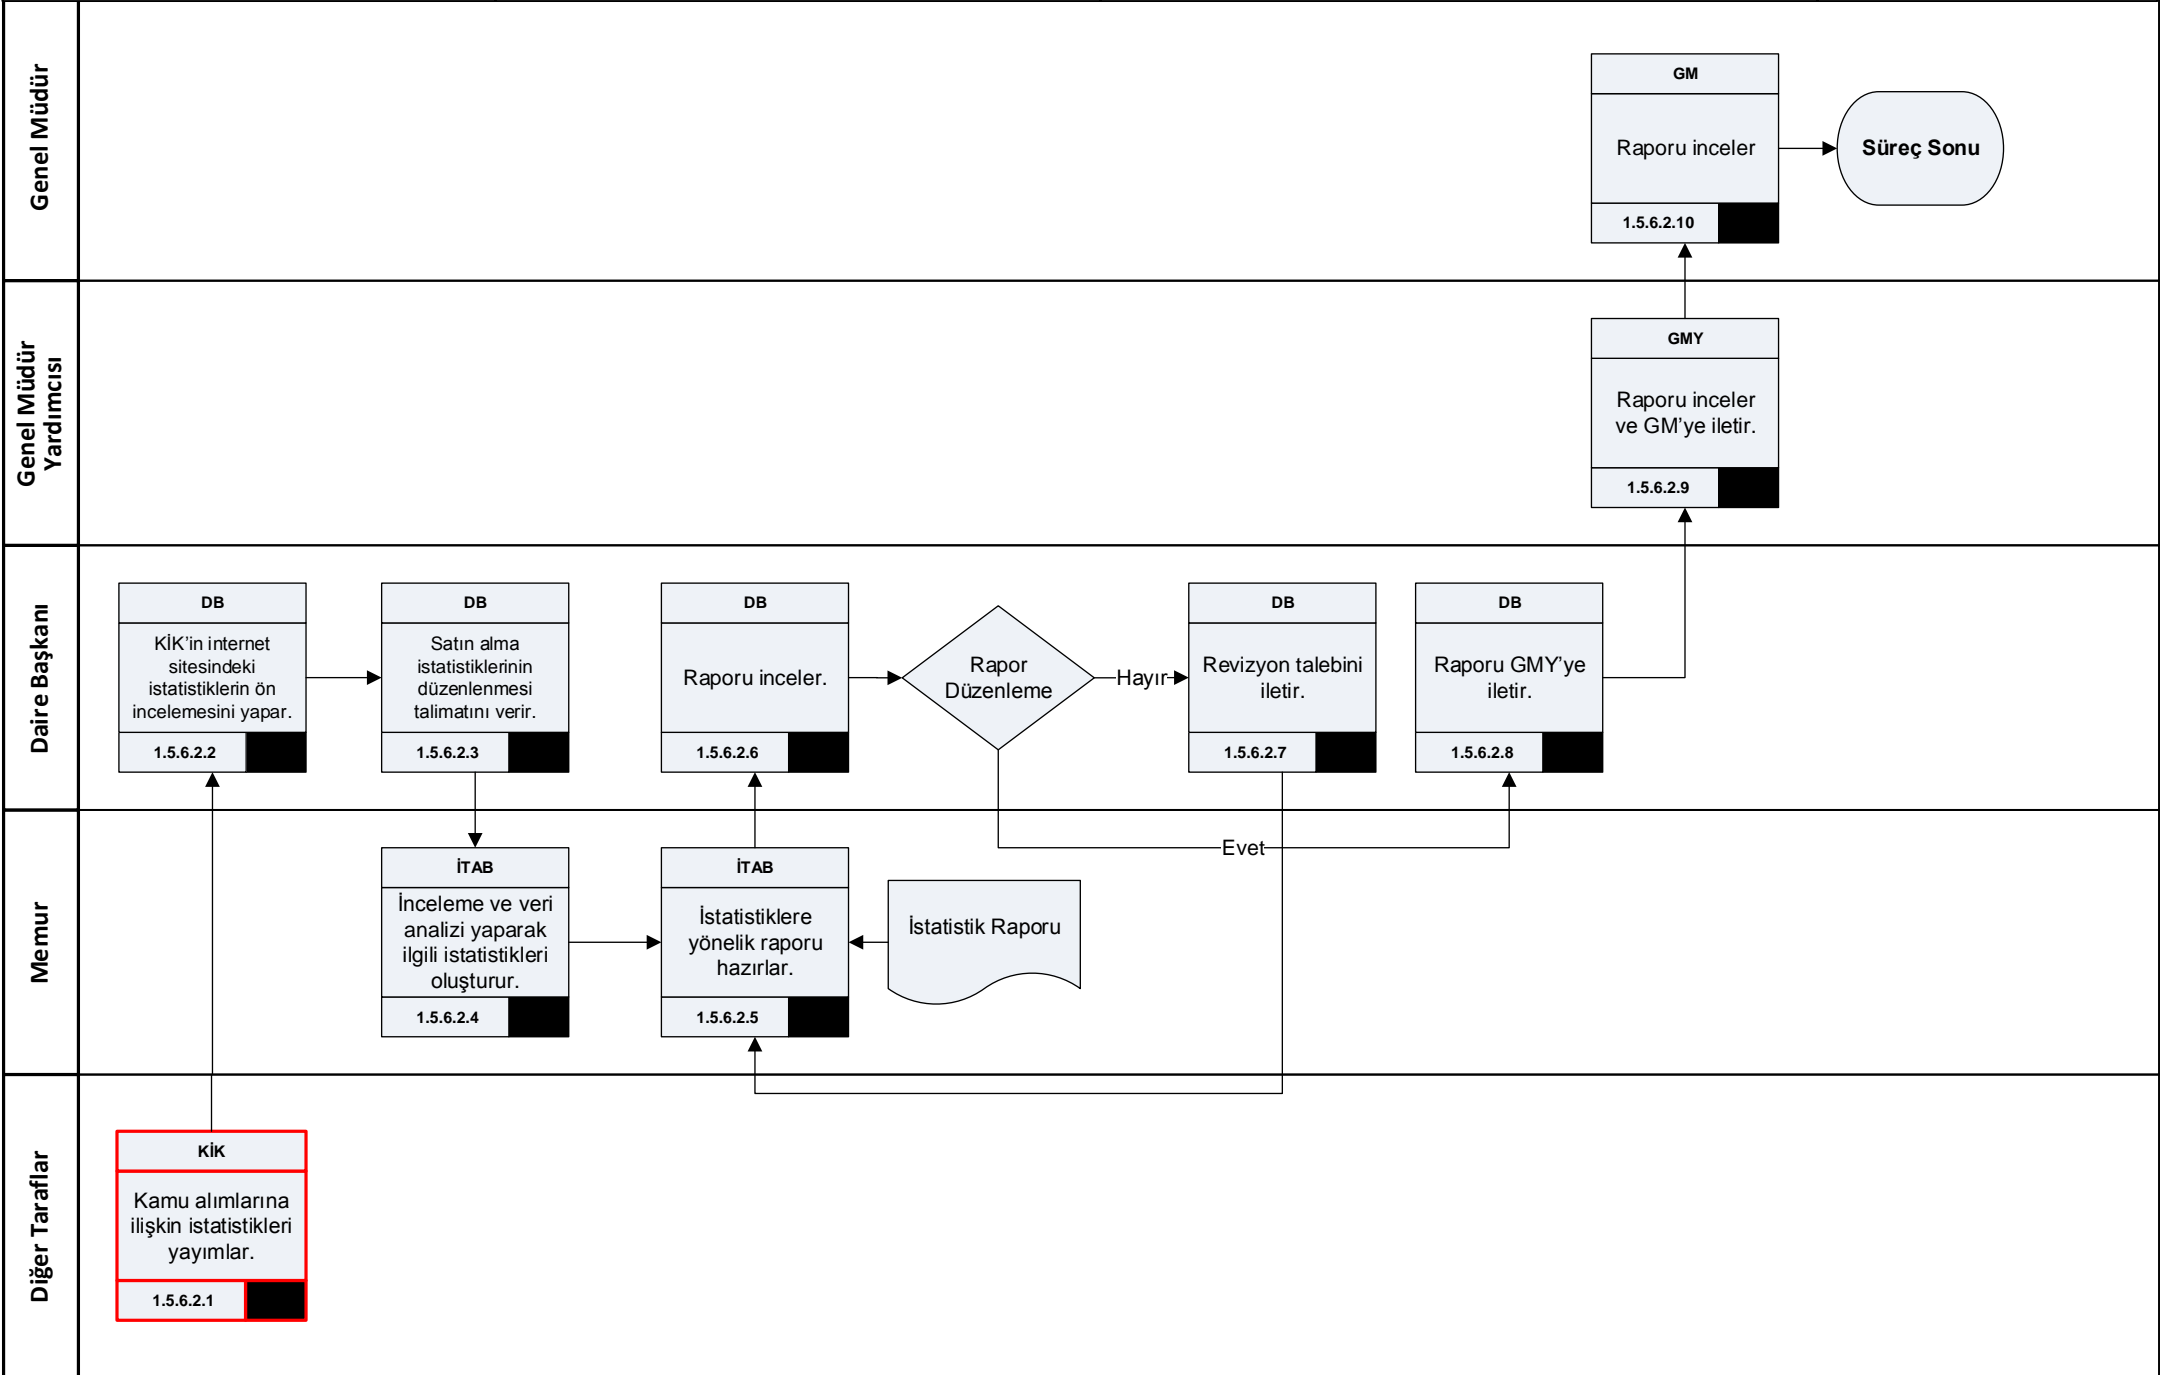 Genel Müdür
GM
Raporu inceler
1.5.6.2.10
Süreç Sonu
Genel Müdür
Yardımcısı
GMY
Raporu inceler
ve GM’ye iletir.
1.5.6.2.9
Daire Başkanı
DB
KİK’in internet
sitesindeki
istatistiklerin ön
incelemesini yapar.
1.5.6.2.2
DB
Satın alma
istatistiklerinin
düzenlenmesi
talimatını verir.
1.5.6.2.3
DB
Raporu inceler.
1.5.6.2.6
Rapor
Düzenleme
Hayır
DB
Revizyon talebini
iletir.
1.5.6.2.7
DB
Raporu GMY’ye
iletir.
1.5.6.2.8
Evet
Memur
İTAB
İnceleme ve veri
analizi yaparak
ilgili istatistikleri
oluşturur.
1.5.6.2.4
İTAB
İstatistiklere
yönelik raporu
hazırlar.
1.5.6.2.5
İstatistik Raporu
Diğer Taraflar
KİK
Kamu alımlarına
ilişkin istatistikleri
yayımlar.
1.5.6.2.1